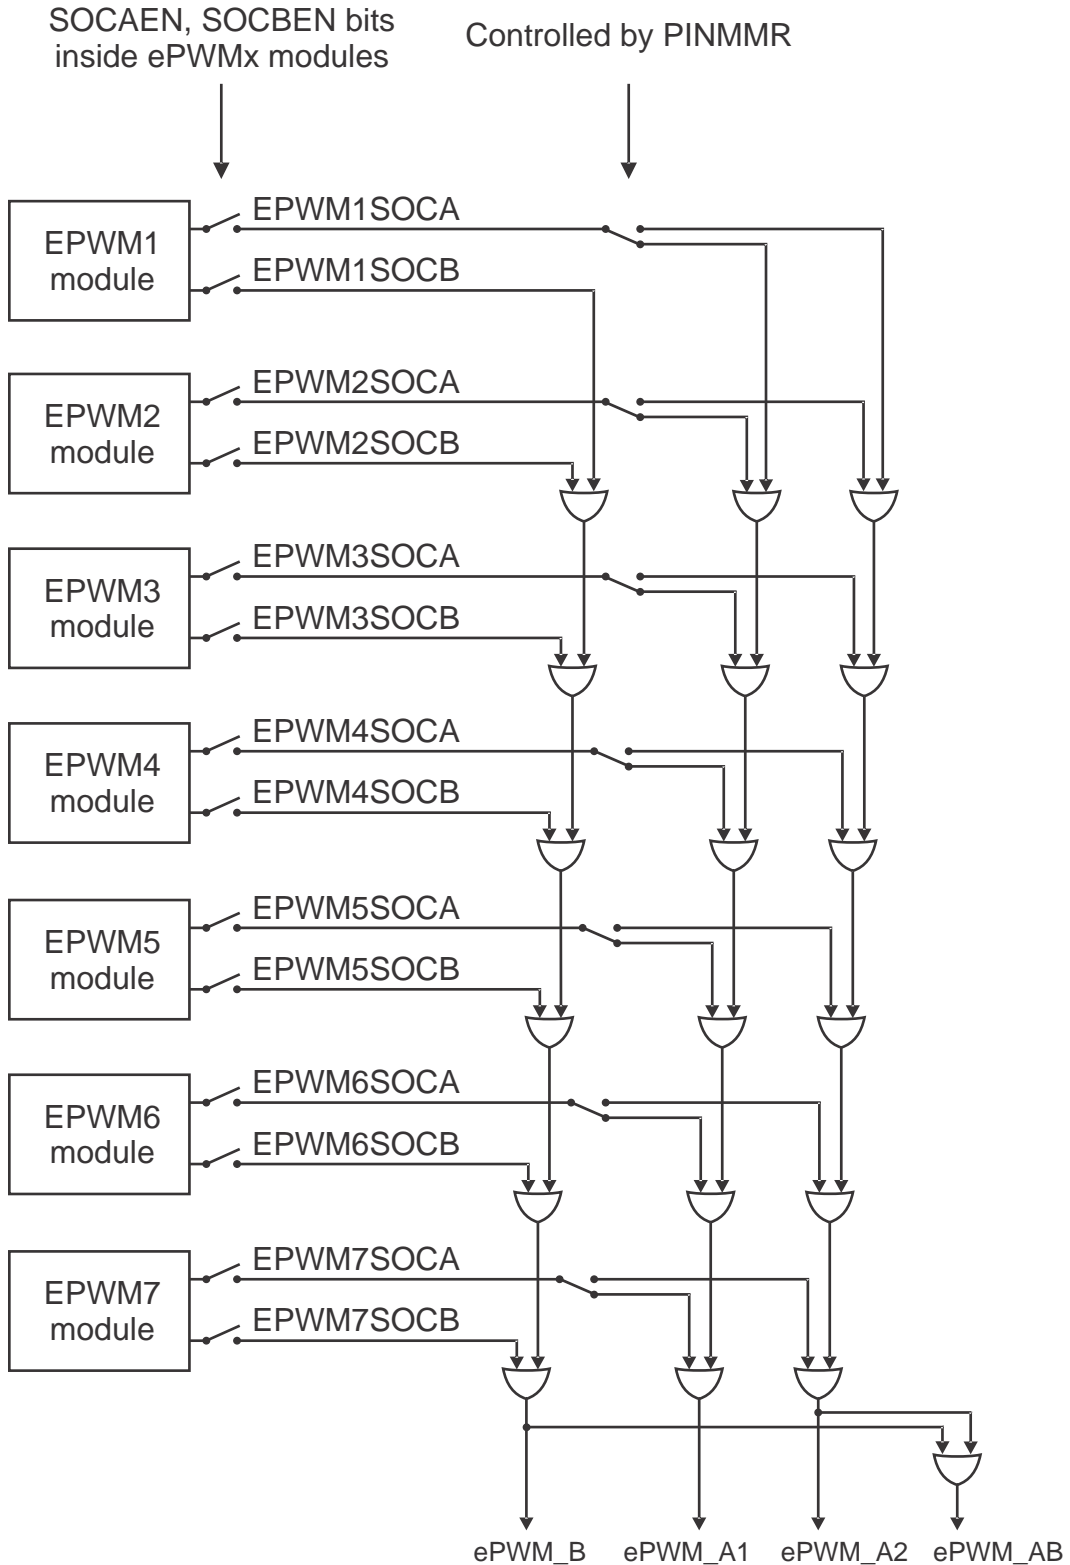 SOCAEN, SOCBEN bits
inside ePWMx modules
Controlled by PINMMR
EPWM1
module
EPWM1SOCA
EPWM1SOCB
EPWM2
module
EPWM2SOCA
EPWM2SOCB
EPWM3
module
EPWM3SOCA
EPWM3SOCB
EPWM4
module
EPWM4SOCA
EPWM4SOCB
EPWM5
module
EPWM5SOCA
EPWM5SOCB
EPWM6
module
EPWM6SOCA
EPWM6SOCB
EPWM7
module
EPWM7SOCA
EPWM7SOCB
ePWM_B ePWM_A1 ePWM_A2 ePWM_AB